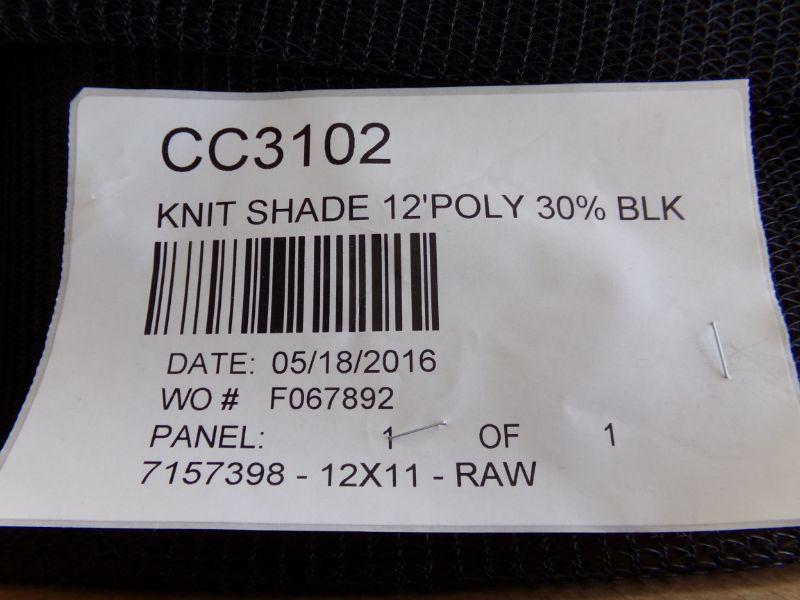 CC3102
KNIT SHADE 12'POLY 30% BLK
DATE: 05/18/2016
WO # F067892
PANEL: 1 OF 1
7157398 - 12X11 - RAW